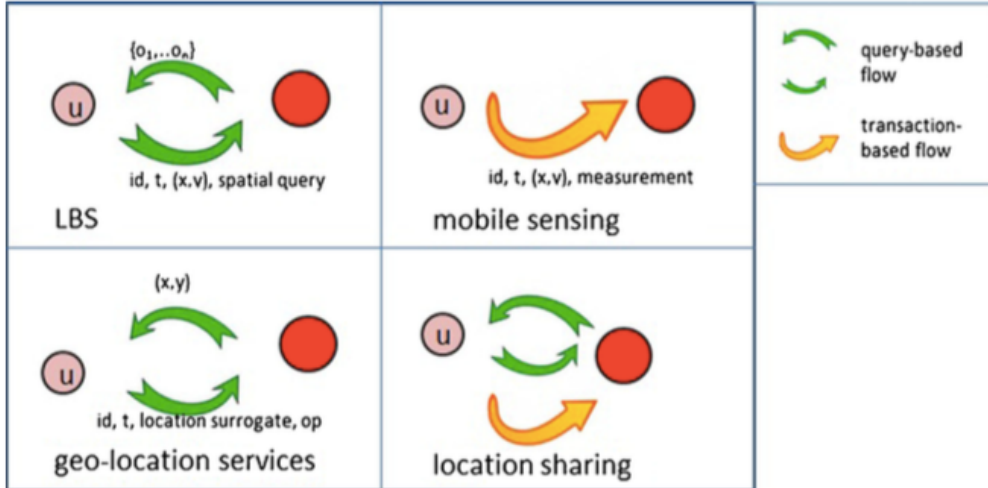 {o₁,..oₙ}
u
id, t, (x,v), spatial query
LBS
u
id, t, (x,v), measurement
mobile sensing
query-based
flow
transaction-
based flow
(x,y)
u
id, t, location surrogate, op
geo-location services
u
location sharing